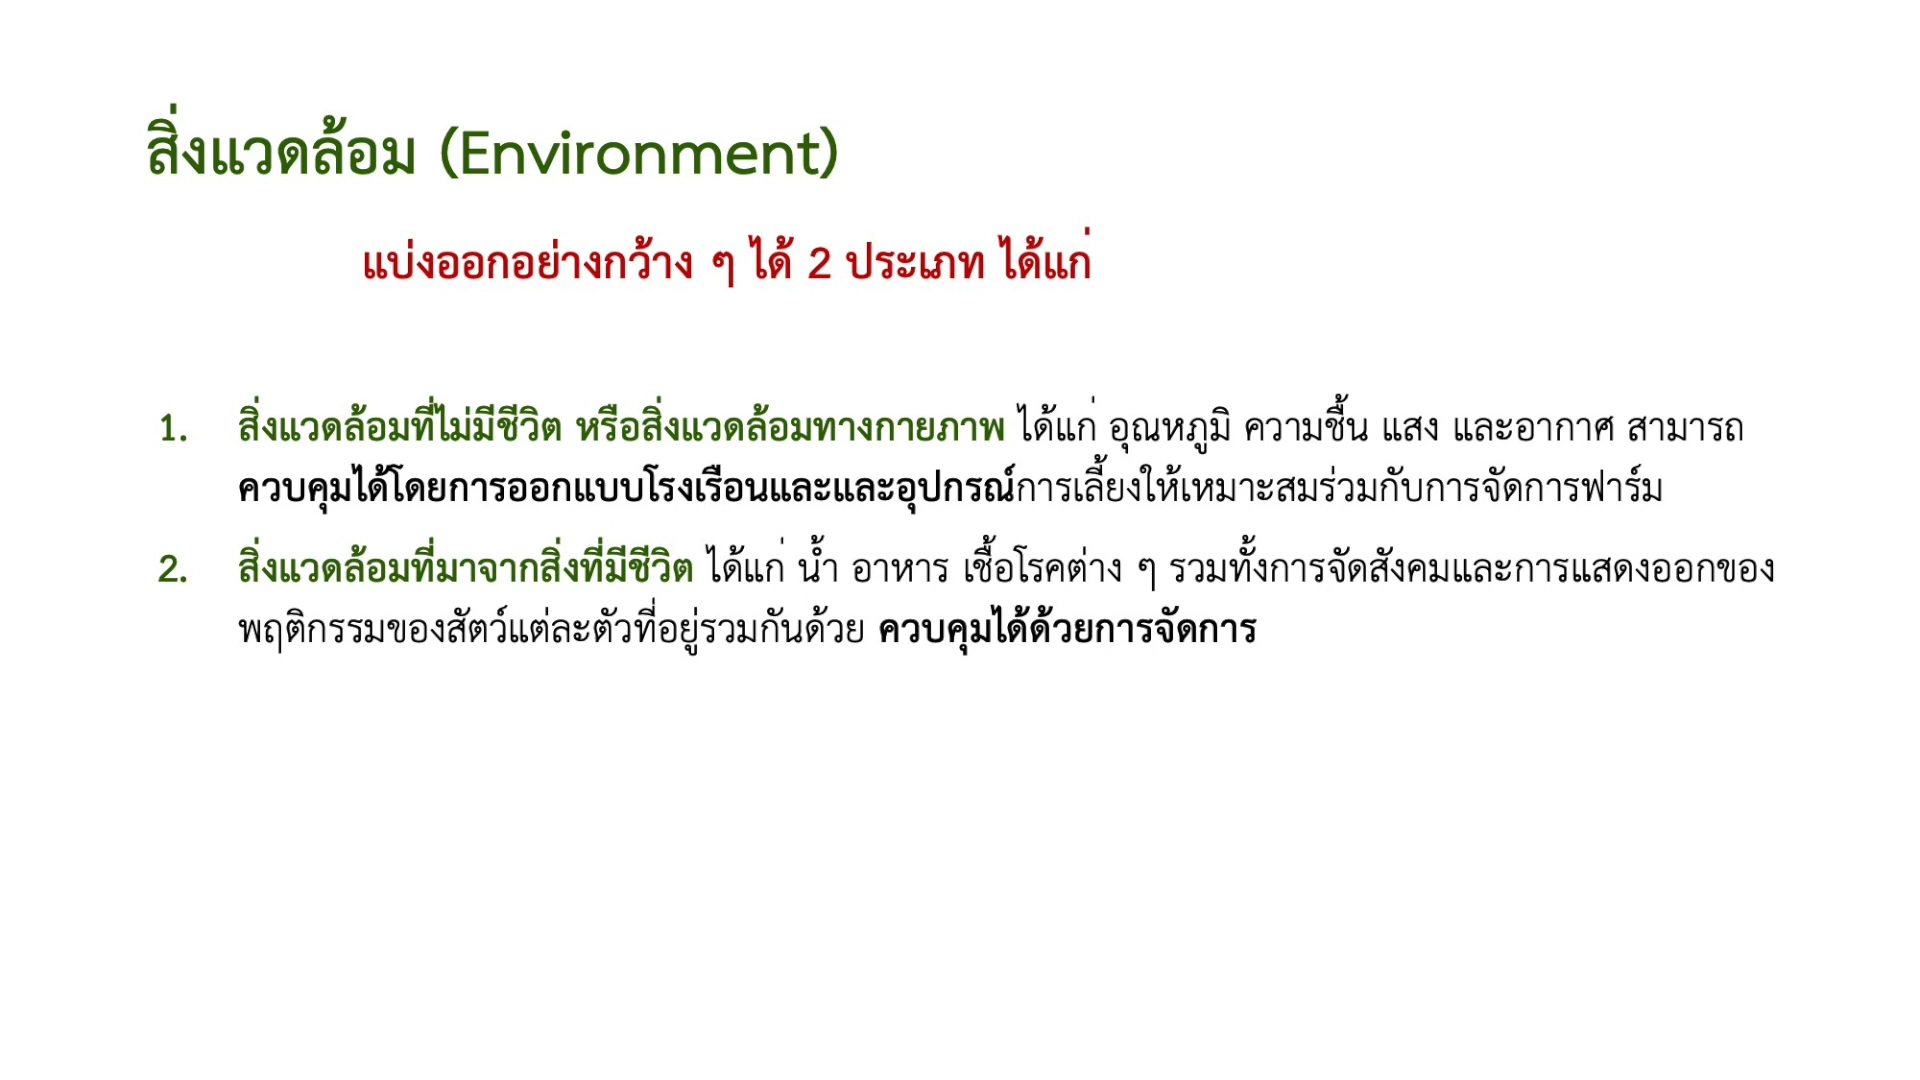 สิ่งแวดล้อม (Environment)
แบ่งออกอย่างกว้าง ๆ ได้ 2 ประเภท ได้แก่
1. สิ่งแวดล้อมที่ไม่มีชีวิต หรือสิ่งแวดล้อมทางกายภาพ ได้แก่ อุณหภูมิ ความชื้น แสง และอากาศ สามารถ
ควบคุมได้โดยการออกแบบโรงเรือนและและอุปกรณ์การเลี้ยงให้เหมาะสมร่วมกับการจัดการฟาร์ม
2. สิ่งแวดล้อมที่มาจากสิ่งที่มีชีวิต ได้แก่ น้ำ อาหาร เชื้อโรคต่าง ๆ รวมทั้งการจัดสังคมและการแสดงออกของ
พฤติกรรมของสัตว์แต่ละตัวที่อยู่รวมกันด้วย ควบคุมได้ด้วยการจัดการ